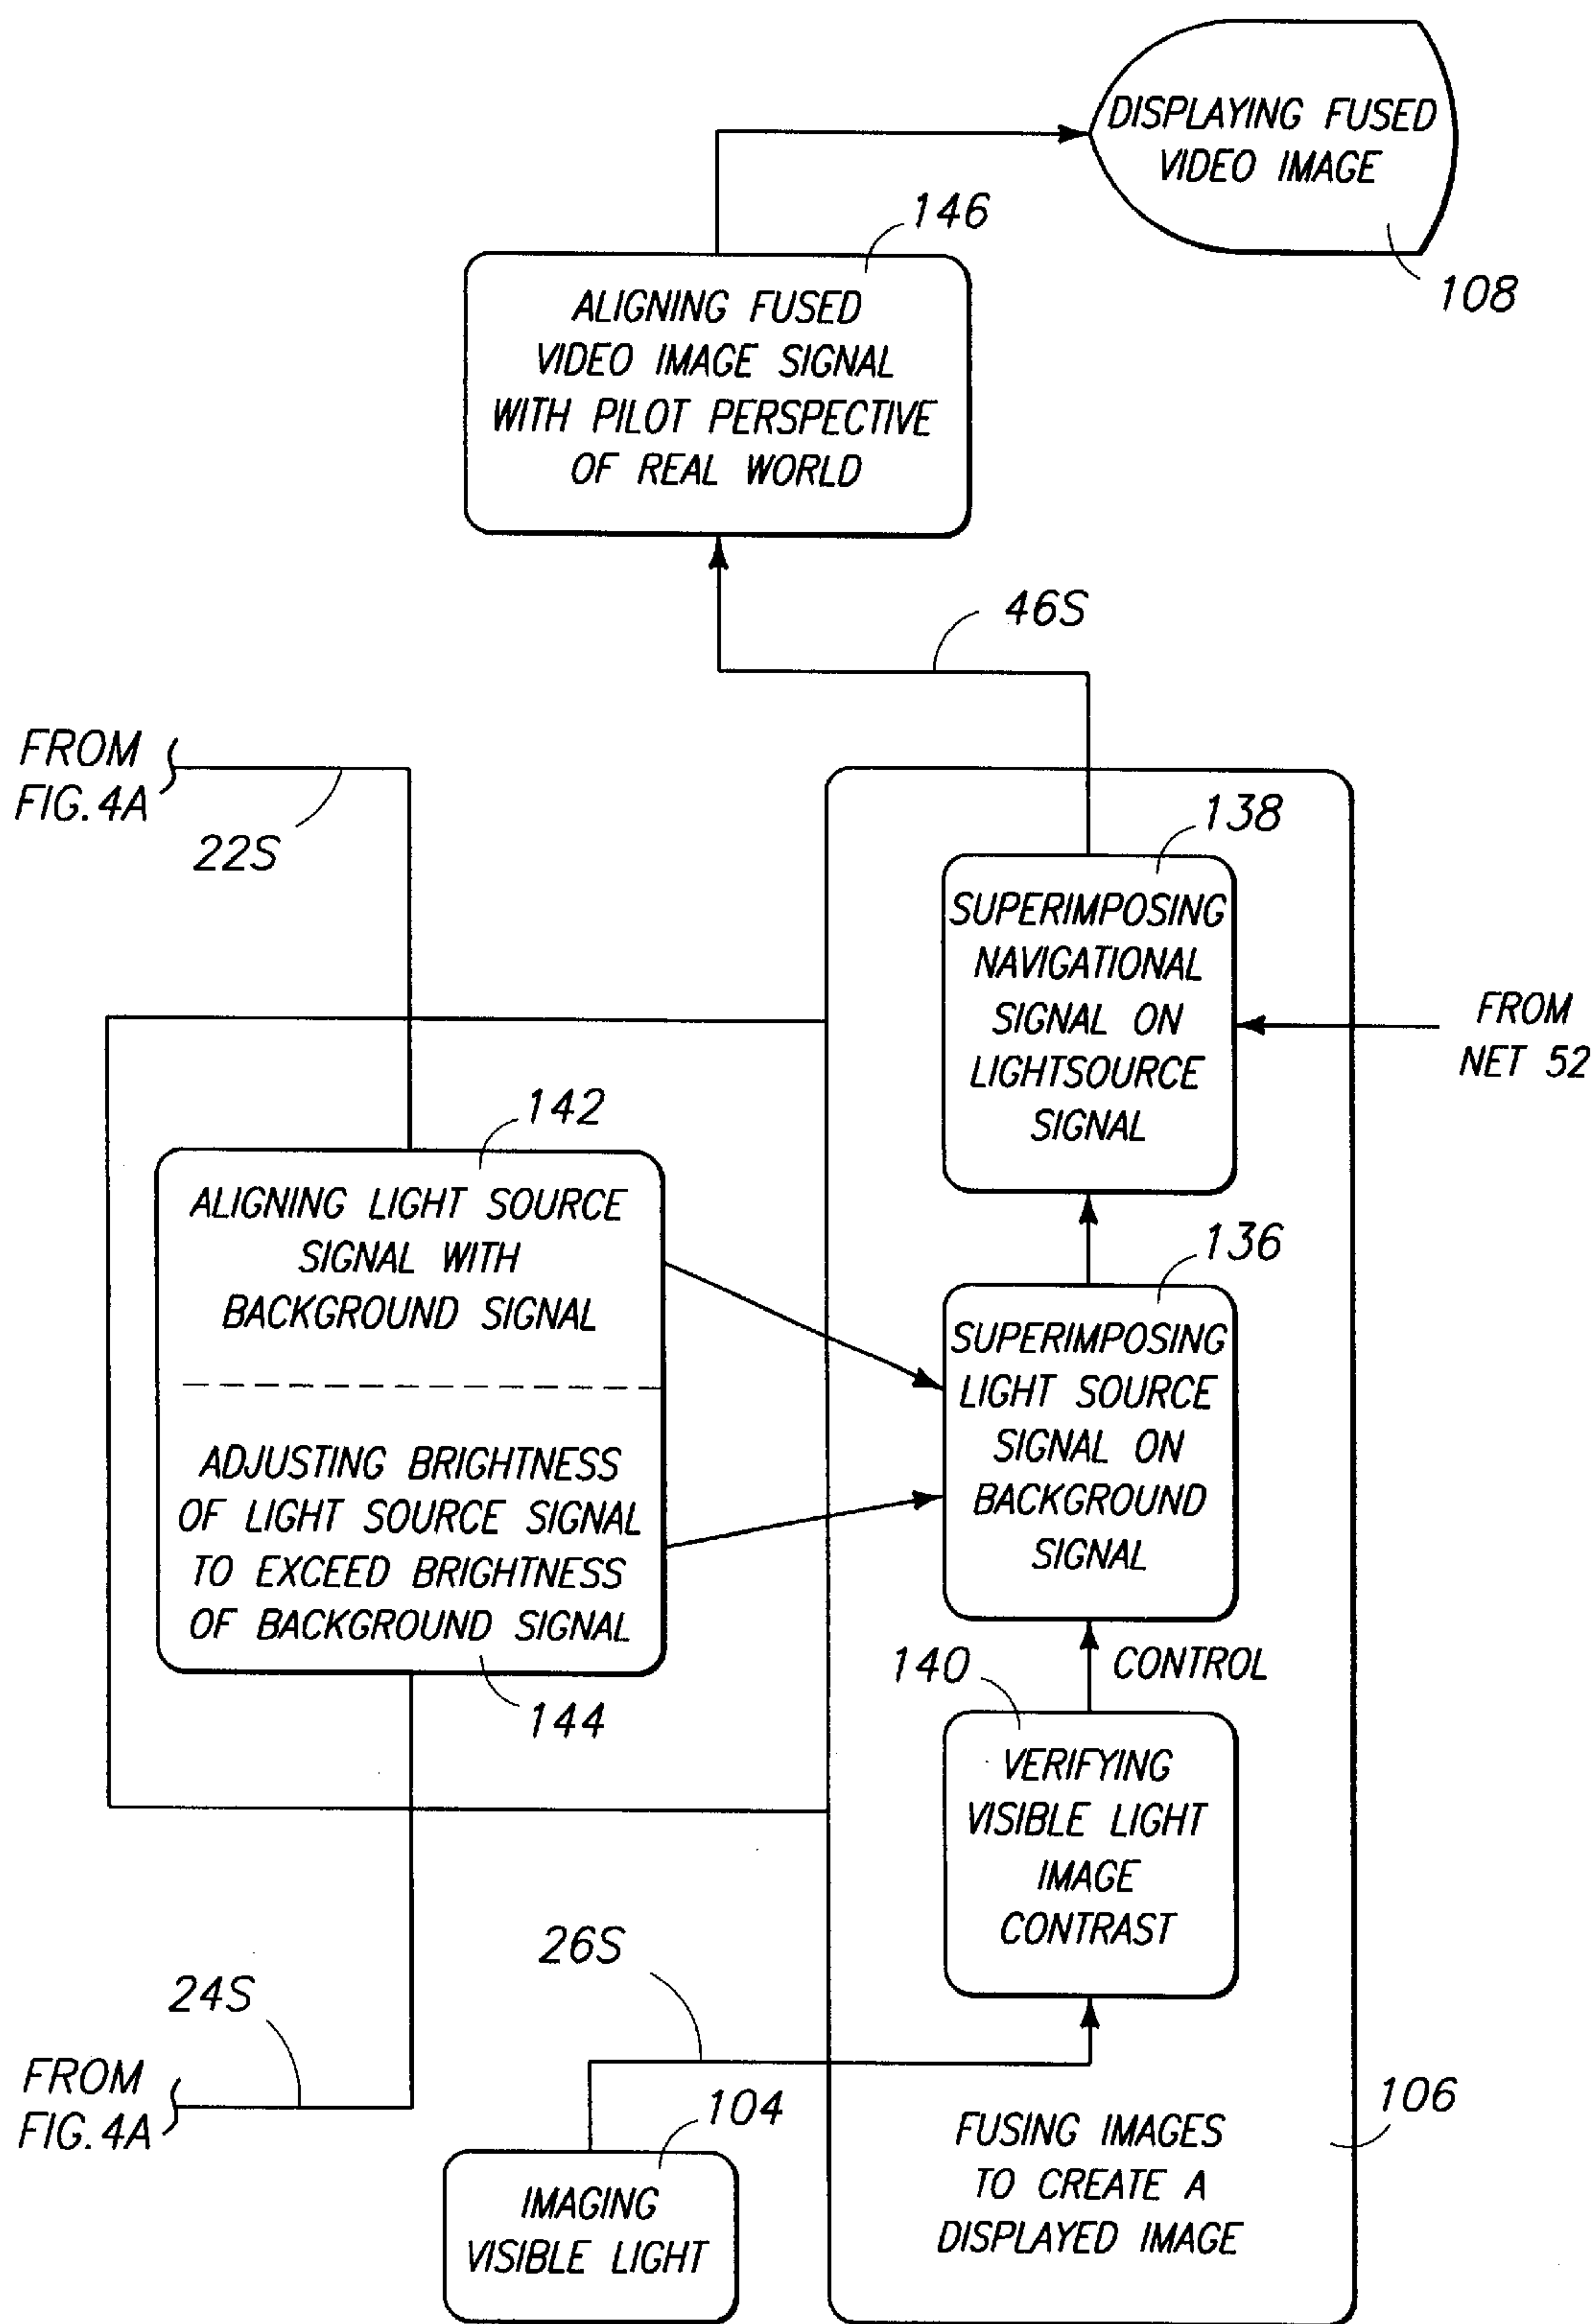 DISPLAYING FUSED
VIDEO IMAGE
108
146
ALIGNING FUSED
VIDEO IMAGE SIGNAL
WITH PILOT PERSPECTIVE
OF REAL WORLD
46S
FROM
FIG.4A
22S
138
SUPERIMPOSING
NAVIGATIONAL
SIGNAL ON
LIGHTSOURCE
SIGNAL
FROM
NET 52
142
ALIGNING LIGHT SOURCE
SIGNAL WITH
BACKGROUND SIGNAL
136
SUPERIMPOSING
LIGHT SOURCE
SIGNAL ON
BACKGROUND
SIGNAL
ADJUSTING BRIGHTNESS
OF LIGHT SOURCE SIGNAL
TO EXCEED BRIGHTNESS
OF BACKGROUND SIGNAL
144
140
CONTROL
VERIFYING
VISIBLE LIGHT
IMAGE
CONTRAST
26S
24S
FROM
FIG.4A
104
IMAGING
VISIBLE LIGHT
106
FUSING IMAGES
TO CREATE A
DISPLAYED IMAGE